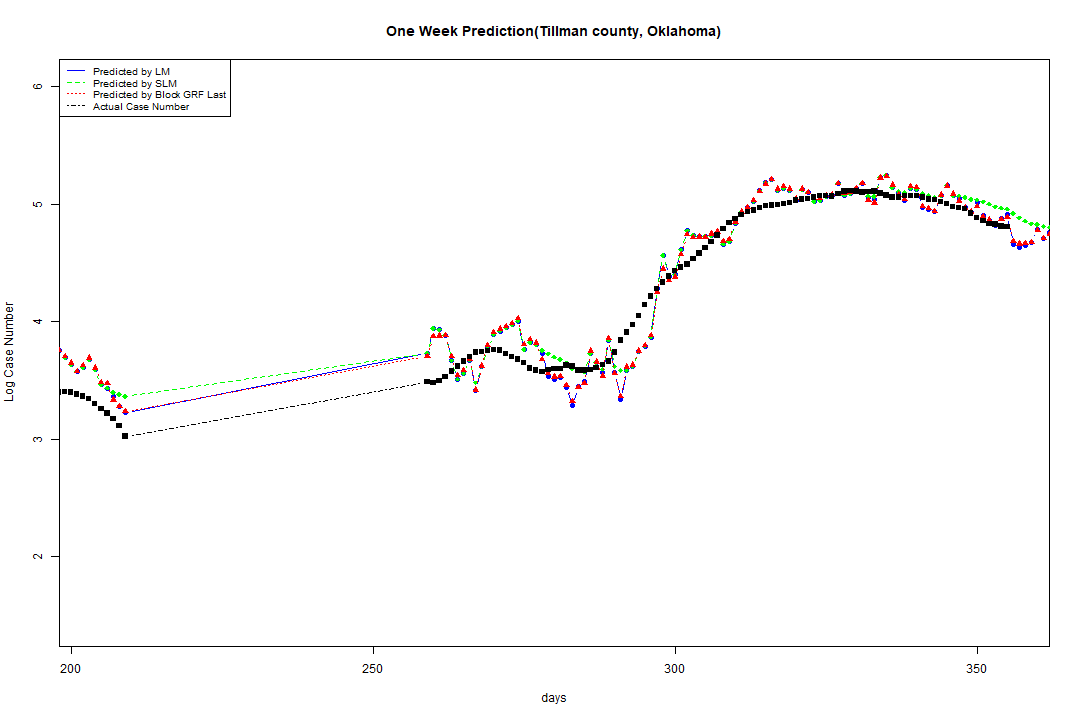 One Week Prediction(Tillman county, Oklahoma)
Predicted by LM
Predicted by SLM
Predicted by Block GRF Last
Actual Case Number
6
5
4
3
2
Log Case Number
200 250 300 350
days